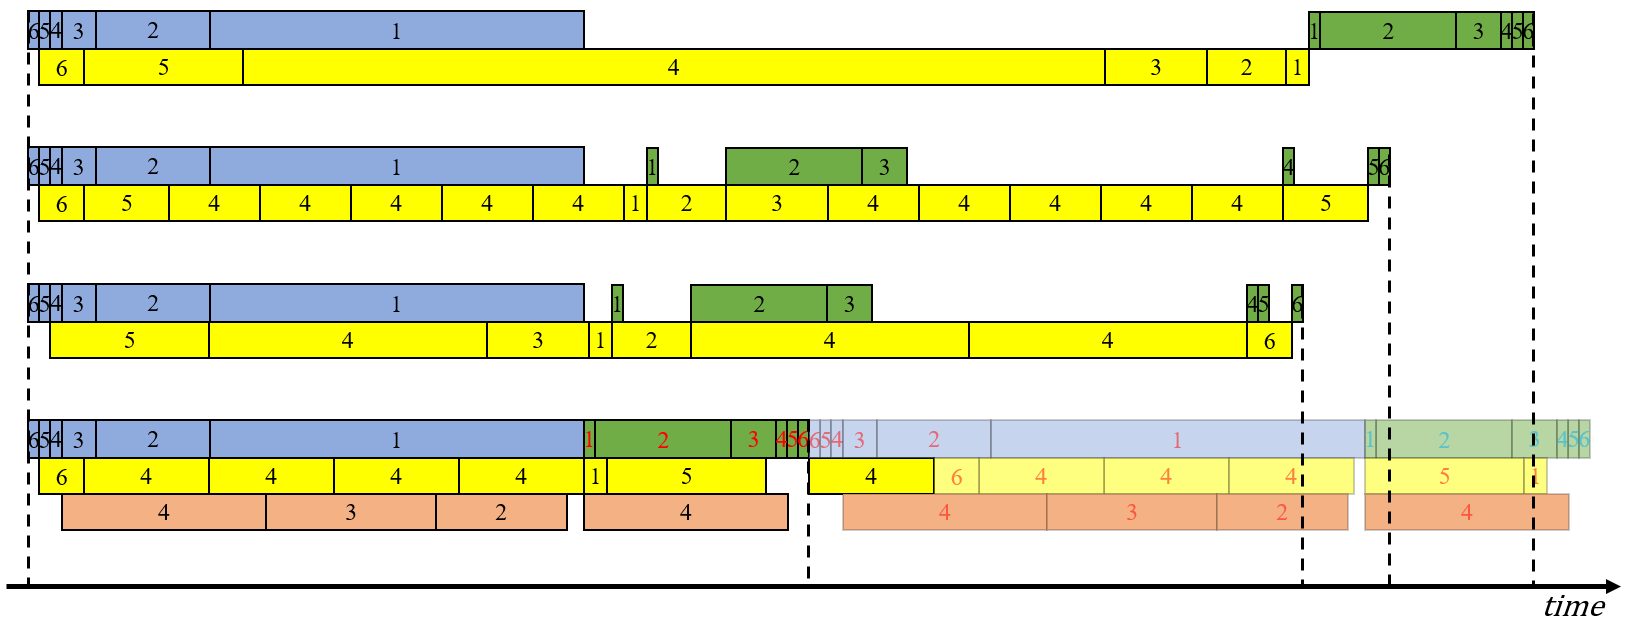 6 5 4 3 2 1 1 2 3 4 5 6
6 5 4 3 2 1
6 5 4 3 2 1 1 2 3 4 5 6
6 5 4 4 4 4 4 1 2 3 4 4 4 4 4 5
6 5 4 3 2 1 1 2 3 4 5 6
5 4 3 1 2 4 4 6
6 5 4 3 2 1 1 2 3 4 5 6 6 5 4 3 2 1 1 2 3 4 5 6
6 4 4 4 4 1 5 4 6 4 4 4 5 1
4 3 2 4 4 3 2 4
time